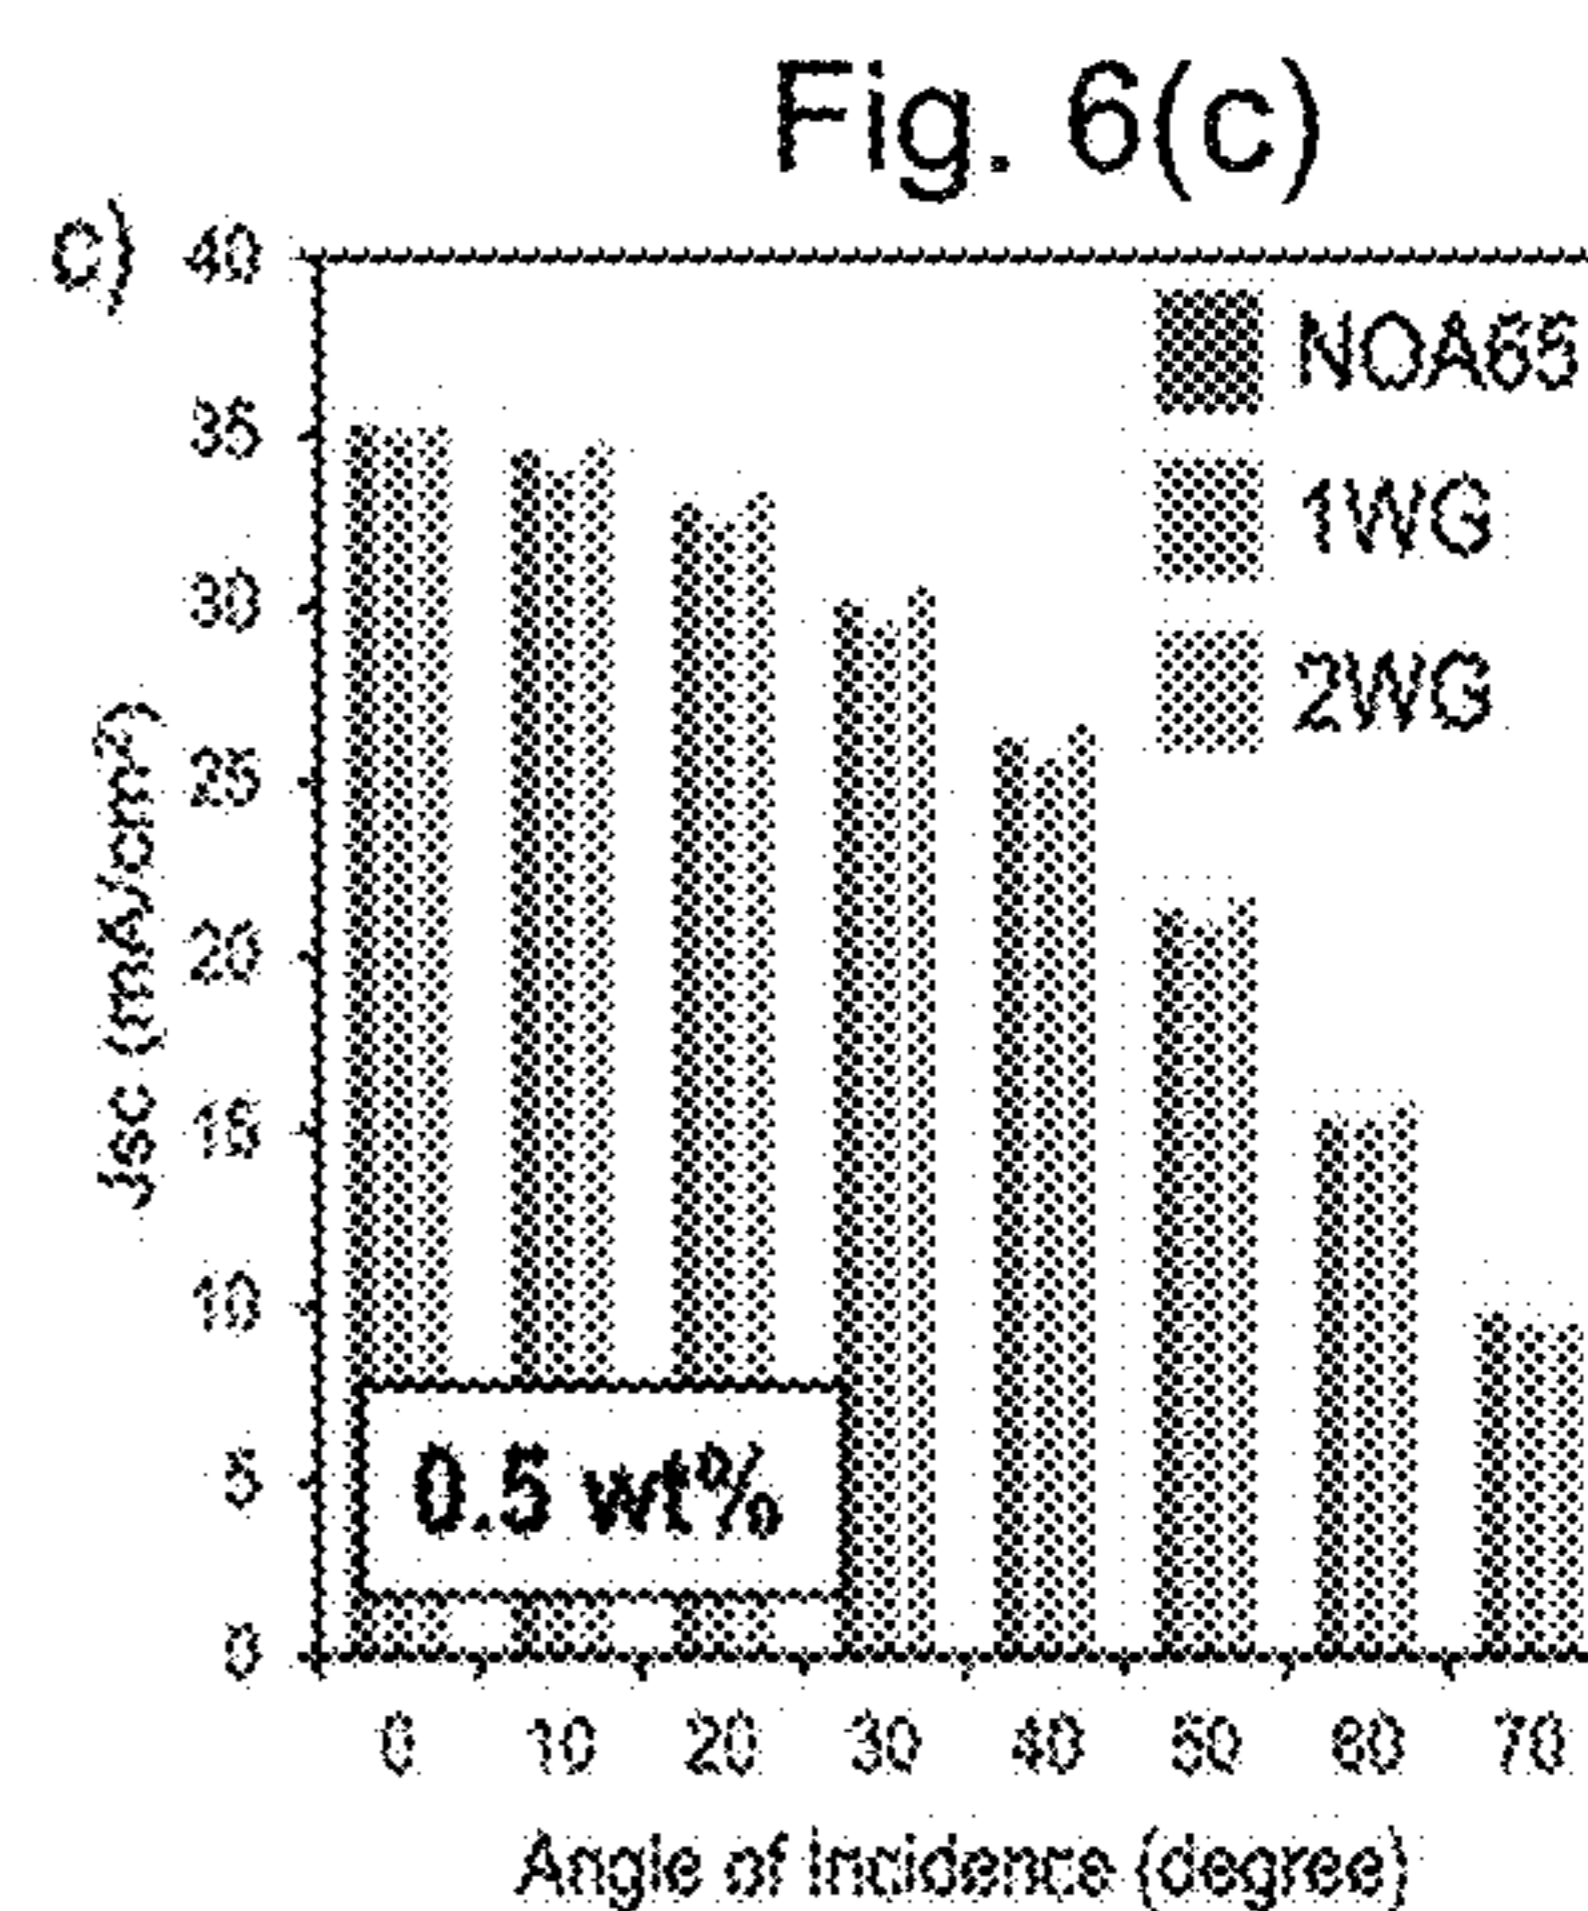 Fig. 6(c)
c)
40
35
30
25
20
15
10
5
0
Jsc (mA/cm²)
NOA65
1WG
2WG
0.5 wt%
0 10 20 30 40 50 60 70
Angle of Incidence (degree)